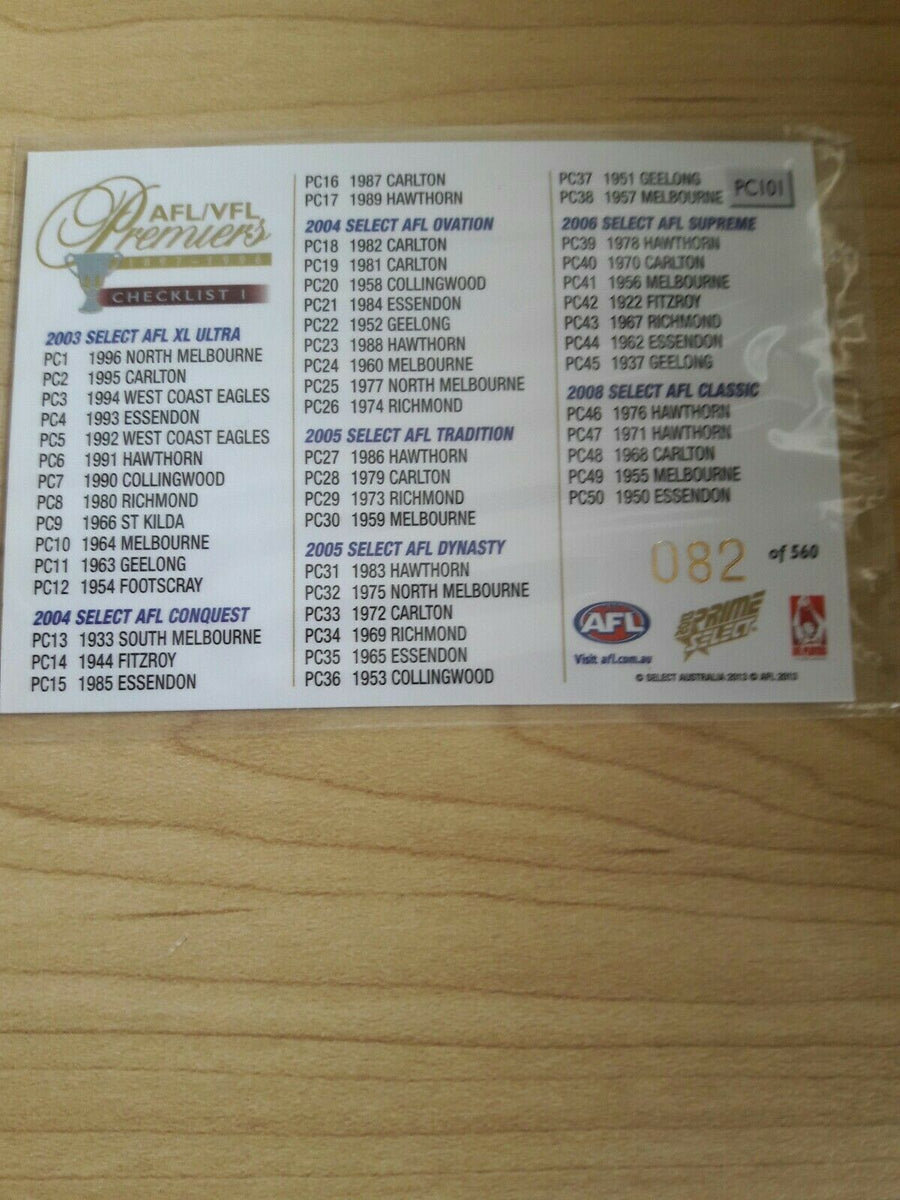 AFL/VFL
Premiers
1897-1996
CHECKLIST 1
2003 SELECT AFL XL ULTRA
PC1 1996 NORTH MELBOURNE
PC2 1995 CARLTON
PC3 1994 WEST COAST EAGLES
PC4 1993 ESSENDON
PC5 1992 WEST COAST EAGLES
PC6 1991 HAWTHORN
PC7 1990 COLLINGWOOD
PC8 1980 RICHMOND
PC9 1966 ST KILDA
PC10 1964 MELBOURNE
PC11 1963 GEELONG
PC12 1954 FOOTSCRAY
2004 SELECT AFL CONQUEST
PC13 1933 SOUTH MELBOURNE
PC14 1944 FITZROY
PC15 1985 ESSENDON
PC16 1987 CARLTON
PC17 1989 HAWTHORN
2004 SELECT AFL OVATION
PC18 1982 CARLTON
PC19 1981 CARLTON
PC20 1958 COLLINGWOOD
PC21 1984 ESSENDON
PC22 1952 GEELONG
PC23 1988 HAWTHORN
PC24 1960 MELBOURNE
PC25 1977 NORTH MELBOURNE
PC26 1974 RICHMOND
2005 SELECT AFL TRADITION
PC27 1986 HAWTHORN
PC28 1979 CARLTON
PC29 1973 RICHMOND
PC30 1959 MELBOURNE
2005 SELECT AFL DYNASTY
PC31 1983 HAWTHORN
PC32 1975 NORTH MELBOURNE
PC33 1972 CARLTON
PC34 1969 RICHMOND
PC35 1965 ESSENDON
PC36 1953 COLLINGWOOD
PC37 1951 GEELONG
PC38 1957 MELBOURNE
PC101
2006 SELECT AFL SUPREME
PC39 1978 HAWTHORN
PC40 1970 CARLTON
PC41 1956 MELBOURNE
PC42 1922 FITZROY
PC43 1967 RICHMOND
PC44 1962 ESSENDON
PC45 1937 GEELONG
2008 SELECT AFL CLASSIC
PC46 1976 HAWTHORN
PC47 1971 HAWTHORN
PC48 1968 CARLTON
PC49 1955 MELBOURNE
PC50 1950 ESSENDON
082 of 560
AFL
Visit afl.com.au
PRIME
SELECT
© SELECT AUSTRALIA 2013 © AFL 2013